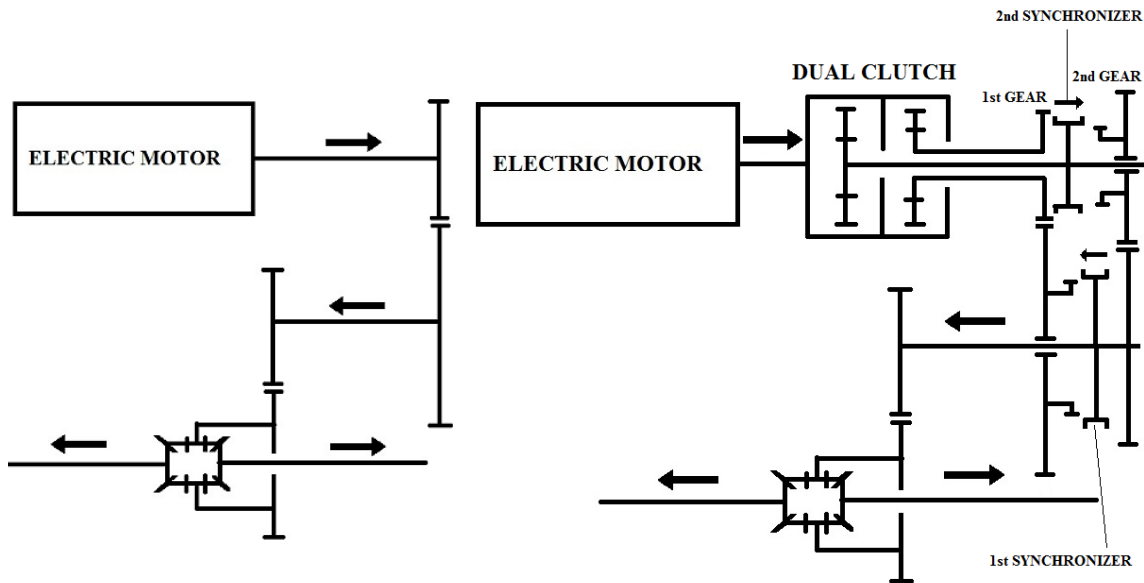 2nd SYNCHRONIZER
DUAL CLUTCH
2nd GEAR
1st GEAR
ELECTRIC MOTOR
ELECTRIC MOTOR
1st SYNCHRONIZER